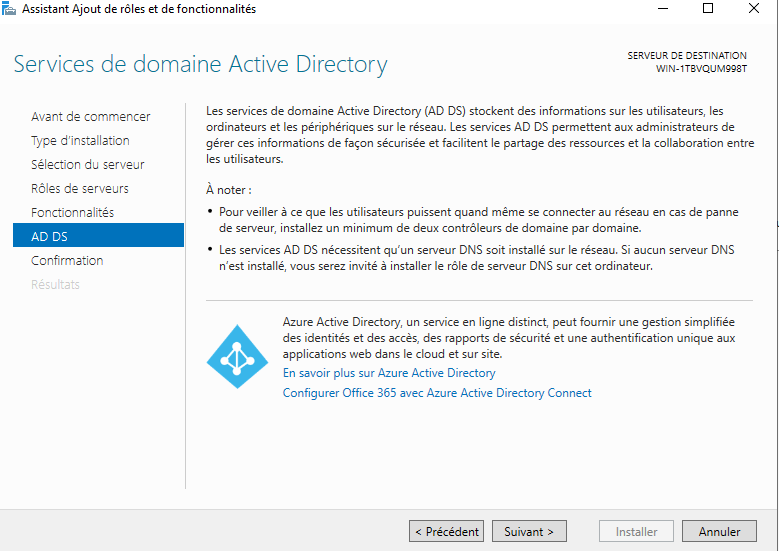 Assistant Ajout de rôles et de fonctionnalités
Services de domaine Active Directory
SERVEUR DE DESTINATION
WIN-1TBVQUM998T
Avant de commencer
Type d'installation
Sélection du serveur
Rôles de serveurs
Fonctionnalités
AD DS
Confirmation
Résultats
Les services de domaine Active Directory (AD DS) stockent des informations sur les utilisateurs, les
ordinateurs et les périphériques sur le réseau. Les services AD DS permettent aux administrateurs de
gérer ces informations de façon sécurisée et facilitent le partage des ressources et la collaboration entre
les utilisateurs.
À noter :
• Pour veiller à ce que les utilisateurs puissent quand même se connecter au réseau en cas de panne
de serveur, installez un minimum de deux contrôleurs de domaine par domaine.
• Les services AD DS nécessitent qu'un serveur DNS soit installé sur le réseau. Si aucun serveur DNS
n'est installé, vous serez invité à installer le rôle de serveur DNS sur cet ordinateur.
Azure Active Directory, un service en ligne distinct, peut fournir une gestion simplifiée
des identités et des accès, des rapports de sécurité et une authentification unique aux
applications web dans le cloud et sur site.
En savoir plus sur Azure Active Directory
Configurer Office 365 avec Azure Active Directory Connect
< Précédent
Suivant >
Installer
Annuler